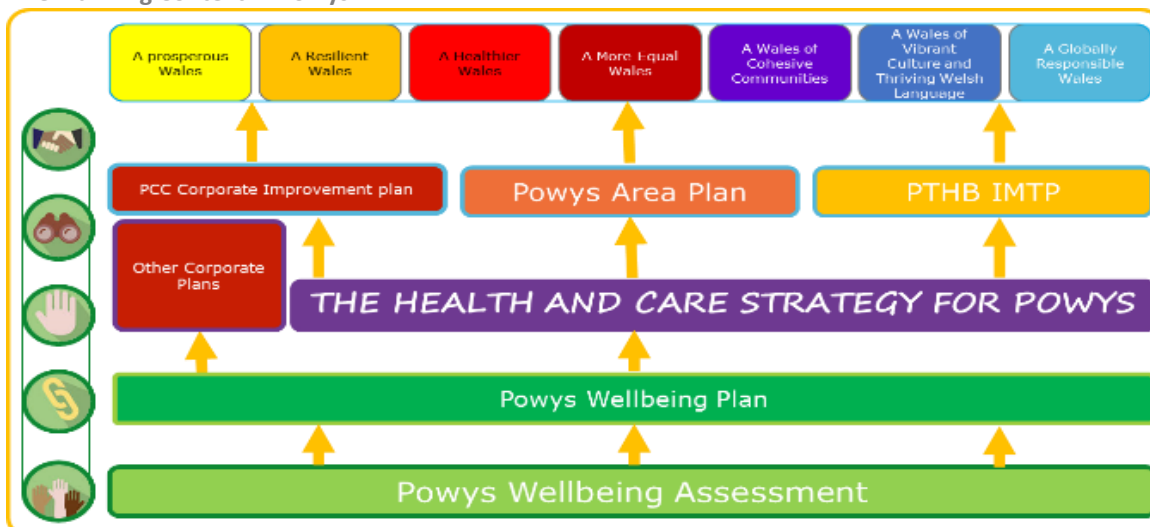 A prosperous
Wales
A Resilient
Wales
A Healthier
Wales
A More Equal
Wales
A Wales of
Cohesive
Communities
A Wales of
Vibrant
Culture and
Thriving Welsh
Language
A Globally
Responsible
Wales
PCC Corporate Improvement plan
Powys Area Plan
PTHB IMTP
Other Corporate
Plans
THE HEALTH AND CARE STRATEGY FOR POWYS
Powys Wellbeing Plan
Powys Wellbeing Assessment